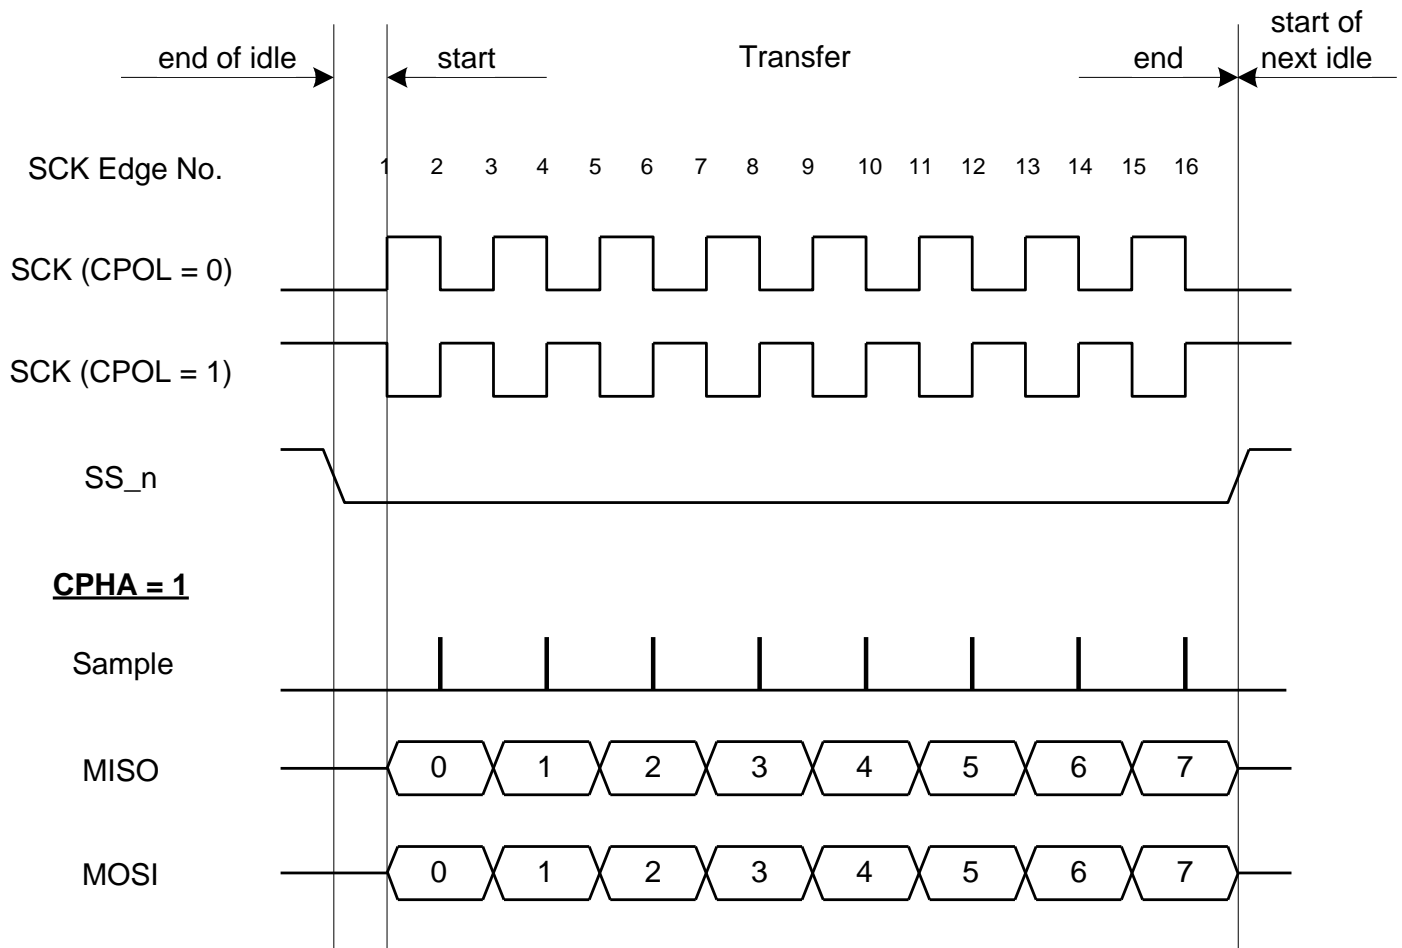 start of
end of idle start Transfer end next idle
SCK Edge No. 1 2 3 4 5 6 7 8 9 10 11 12 13 14 15 16
SCK (CPOL = 0)
SCK (CPOL = 1)
SS_n
CPHA = 1
Sample
MISO 0 1 2 3 4 5 6 7
MOSI 0 1 2 3 4 5 6 7